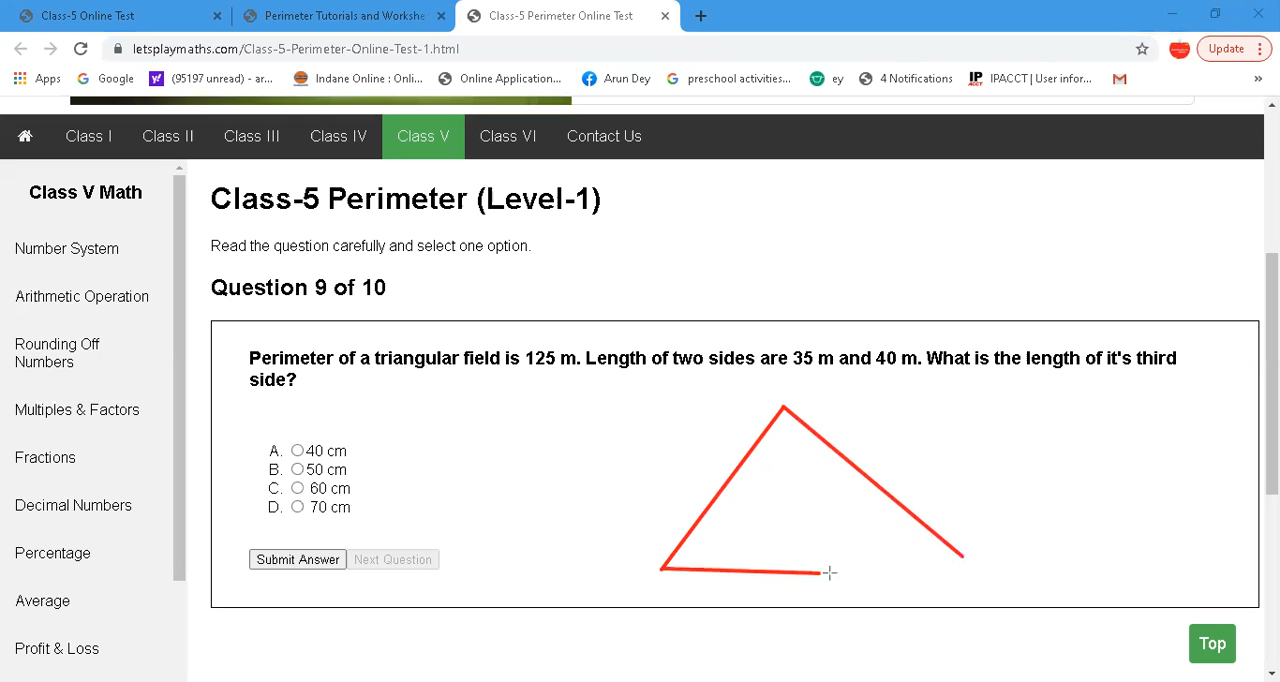 Class-5 Online Test
Perimeter Tutorials and Workshe
Class-5 Perimeter Online Test
letsplaymaths.com/Class-5-Perimeter-Online-Test-1.html
Update
Apps
Google
(95197 unread) - ar...
Indane Online : Onli...
Online Application...
Arun Dey
preschool activities...
ey
4 Notifications
IPACCT | User infor...
»
Class I
Class II
Class III
Class IV
Class V
Class VI
Contact Us
Class V Math
Number System
Arithmetic Operation
Rounding Off
Numbers
Multiples & Factors
Fractions
Decimal Numbers
Percentage
Average
Profit & Loss
Class-5 Perimeter (Level-1)
Read the question carefully and select one option.
Question 9 of 10
Perimeter of a triangular field is 125 m. Length of two sides are 35 m and 40 m. What is the length of it's third
side?
A. 40 cm
B. 50 cm
C. 60 cm
D. 70 cm
Submit Answer
Next Question
Top